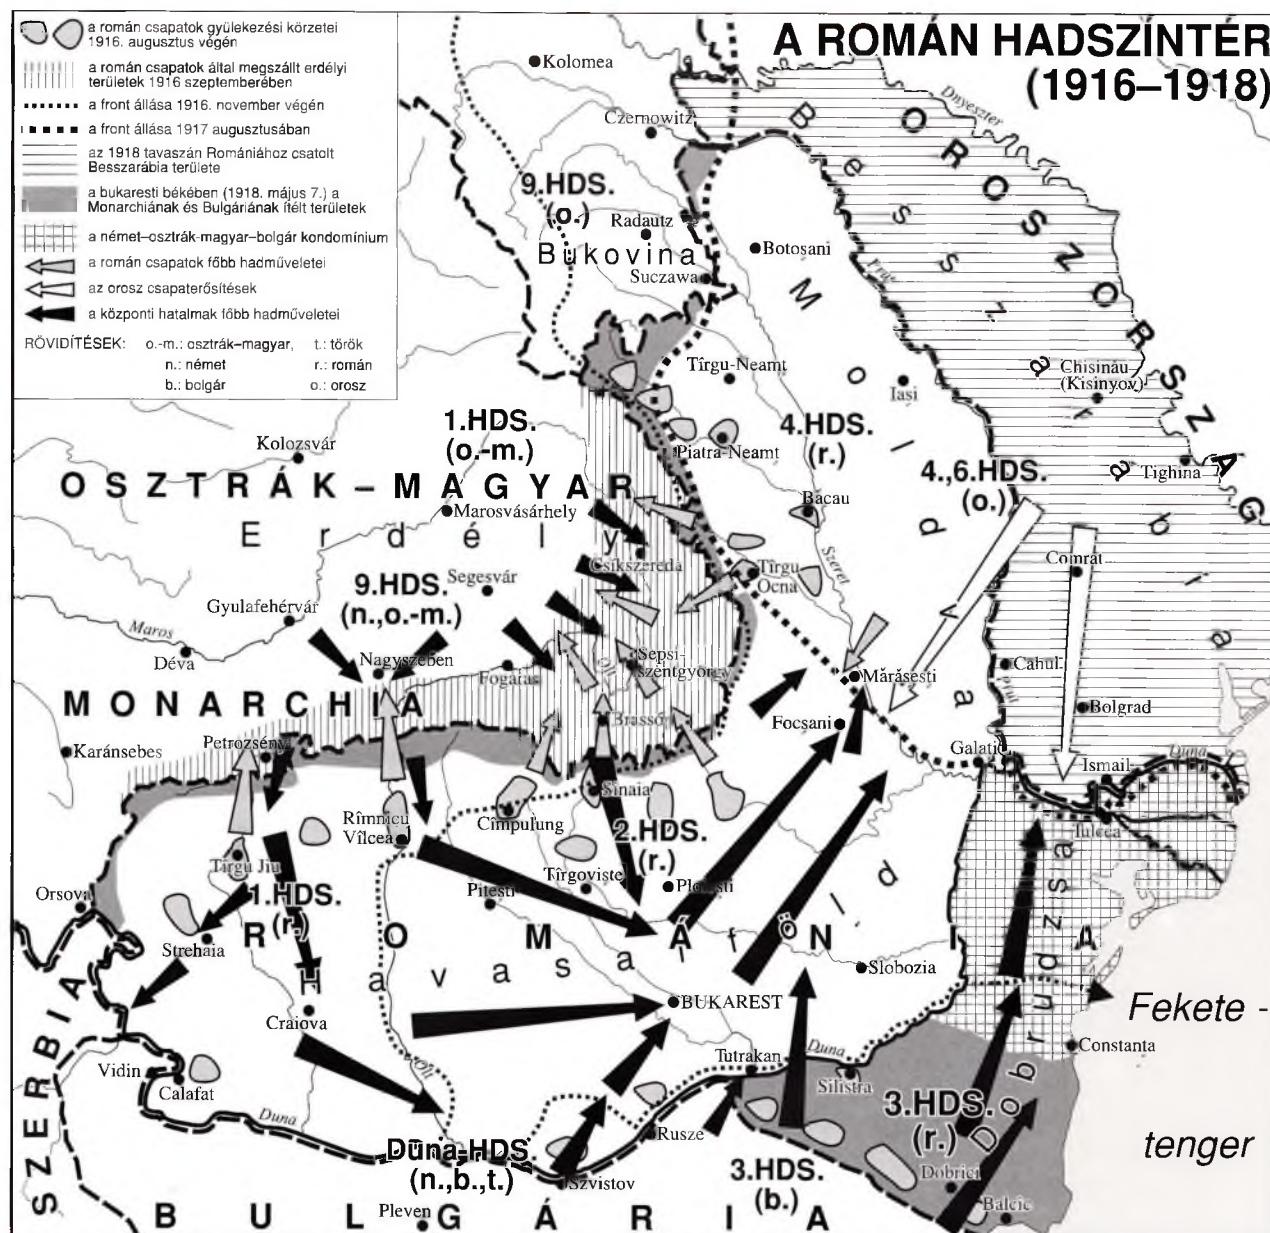 A ROMÁN HADSZÍNTÉR
(1916–1918)
a román csapatok gyülekezési körzetei
1916. augusztus végén
a román csapatok által megszállt erdélyi
területek 1916 szeptemberében
a front állása 1916. november végén
a front állása 1917 augusztusában
az 1918 tavaszán Romániához csatolt
Besszarábia területe
a bukaresti békében (1918. május 7.) a
Monarchiának és Bulgáriának ítélt területek
a német–osztrák-magyar–bolgár kondomínium
a román csapatok főbb hadműveletei
az orosz csapaterősítések
a központi hatalmak főbb hadműveletei
RÖVIDÍTÉSEK: o.-m.: osztrák–magyar, t.: török
n.: német r.: román
b.: bolgár o.: orosz
Kolomea
Czernowitz
Dnyeszter
OROSZORSZÁG
Besszarábia
9.HDS.
(o.)
Radautz
Bukovina
Suczawa
Botosani
Prut
Moldva
Tîrgu-Neamt
Iasi
Chisinău
(Kisinyov)
1.HDS.
(o.-m.)
Kolozsvár
4.HDS.
(r.)
Piatra-Neamt
4.,6.HDS.
(o.)
Tighina
OSZTRÁK–MAGYAR
Marosvásárhely
Bacau
Erdély
Szeret
Csíkszereda
Comrat
9.HDS.
(n.,o.-m.)
Segesvár
Tîrgu
Ocna
Gyulafehérvár
Maros
Déva
Nagyszeben
Fogaras
Olt
Sepsi-
szentgyörgy
Mărăsesti
Cahul
Prut
MONARCHIA
Brassó
Focsani
Bolgrad
Karánsebes
Petrozsény
Galati
Ismail
Duna
Sinaia
Rîmnicu
Vîlcea
Cîmpulung
Tulcea
2.HDS.
(r.)
Tîrgu Jiu
Tîrgoviste
Ploiesti
Orsova
1.HDS.
(r.)
Pitesti
Strehaia
ROMÁNIA
Havasalföld
Slobozia
Dobrudzsa
SZERBIA
Craiova
BUKAREST
Fekete -
tenger
Constanta
Vidin
Calafat
Olt
Tutrakan
Duna
Silistra
Duna
3.HDS.
(r.)
Rusze
Duna-HDS.
(n.,b.,t.)
3.HDS.
(b.)
Dobrici
Szvistov
Balcic
Pleven
BULGÁRIA